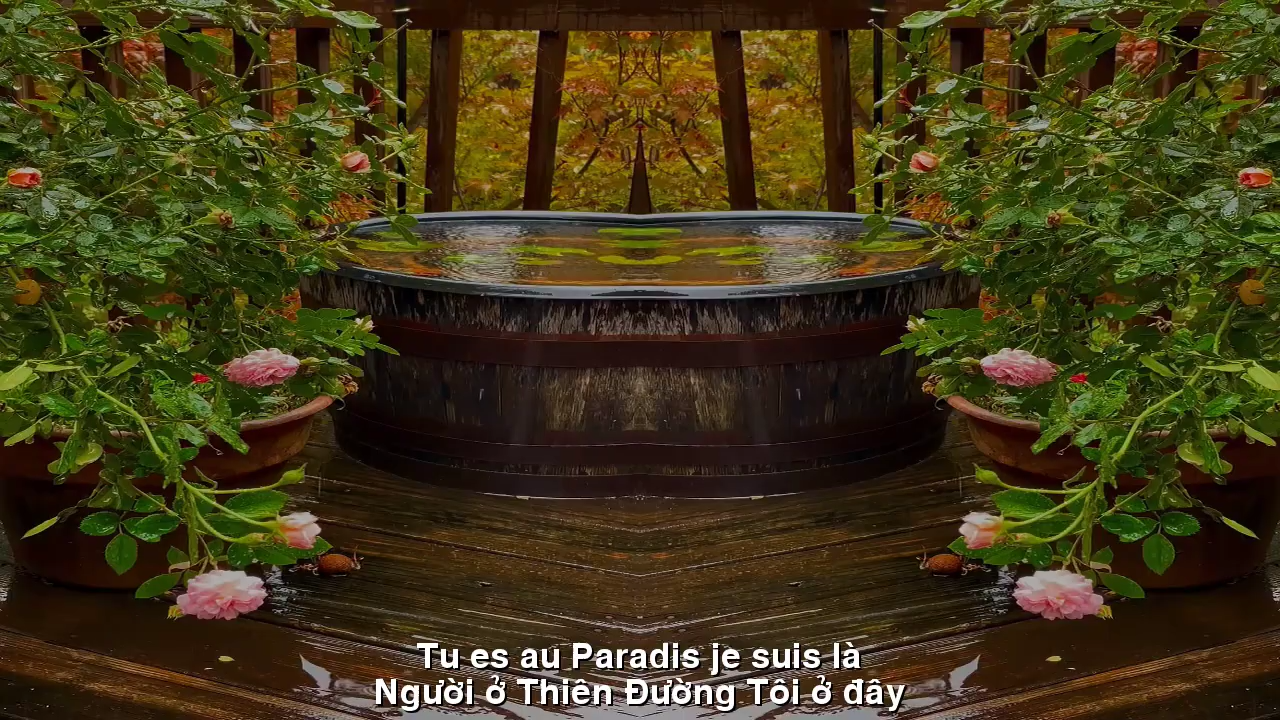 Tu es au Paradis je suis là
Người ở Thiên Đường Tôi ở đây